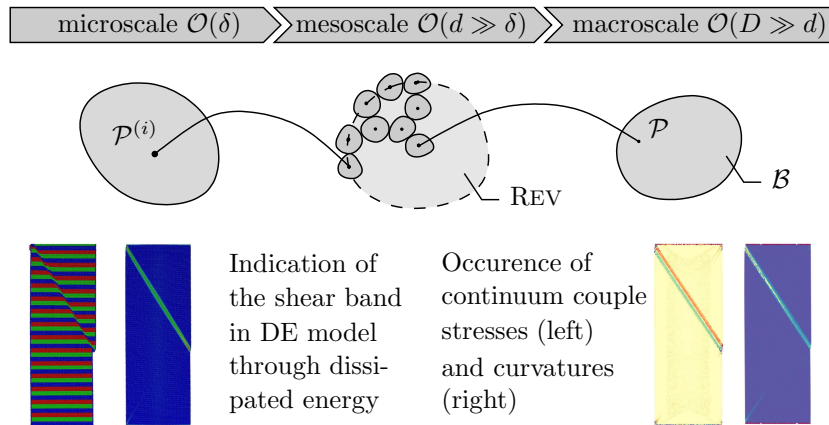 microscale O(δ) mesoscale O(d ≫ δ) macroscale O(D ≫ d)
P(i)
P
B
REV
Indication of
the shear band
in DE model
through dissi-
pated energy
Occurence of
continuum couple
stresses (left)
and curvatures
(right)